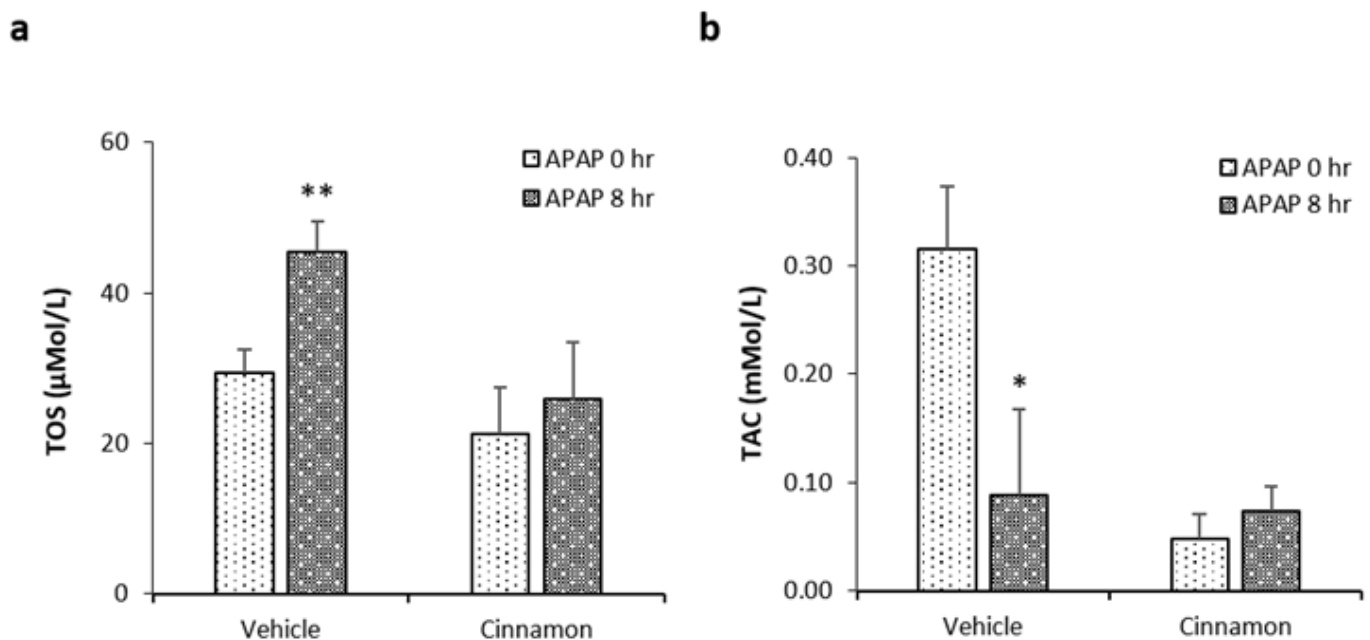 a
60
40
20
0
TOS (µMol/L)
**
APAP 0 hr
APAP 8 hr
Vehicle
Cinnamon
b
0.40
0.30
0.20
0.10
0.00
TAC (mMol/L)
*
APAP 0 hr
APAP 8 hr
Vehicle
Cinnamon